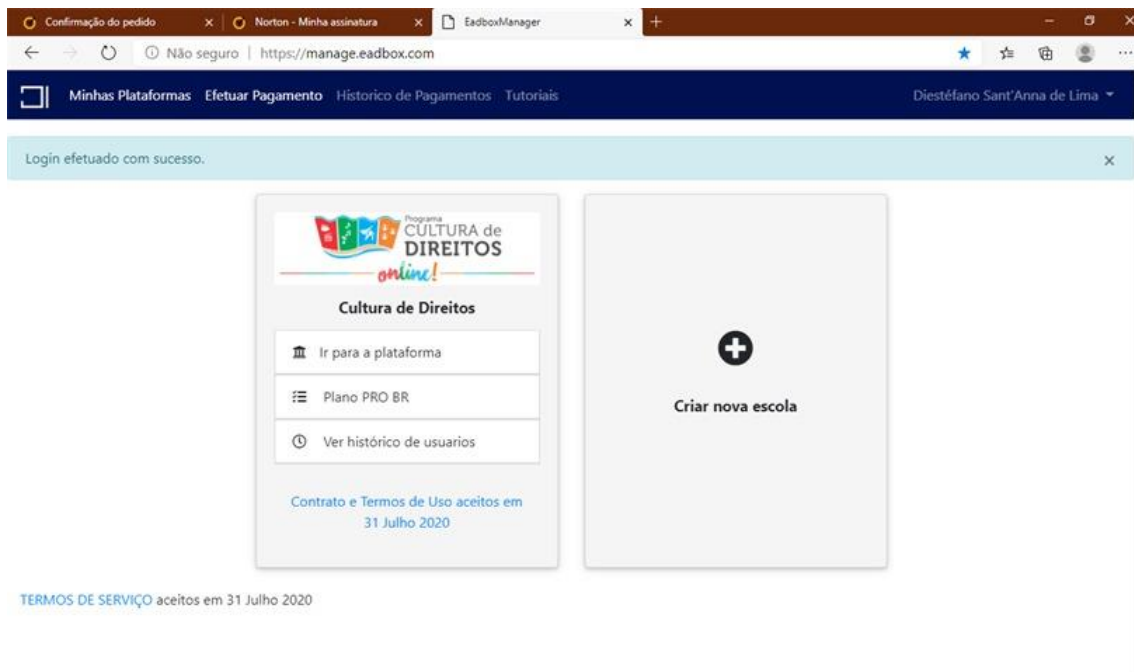 Confirmação do pedido
Norton - Minha assinatura
EadboxManager
Não seguro | https://manage.eadbox.com
Minhas Plataformas Efetuar Pagamento Historico de Pagamentos Tutoriais Diestéfano Sant'Anna de Lima
Login efetuado com sucesso.
Programa
CULTURA de
DIREITOS
online!
Cultura de Direitos
Ir para a plataforma
Plano PRO BR
Ver histórico de usuarios
Contrato e Termos de Uso aceitos em
31 Julho 2020
Criar nova escola
TERMOS DE SERVIÇO aceitos em 31 Julho 2020